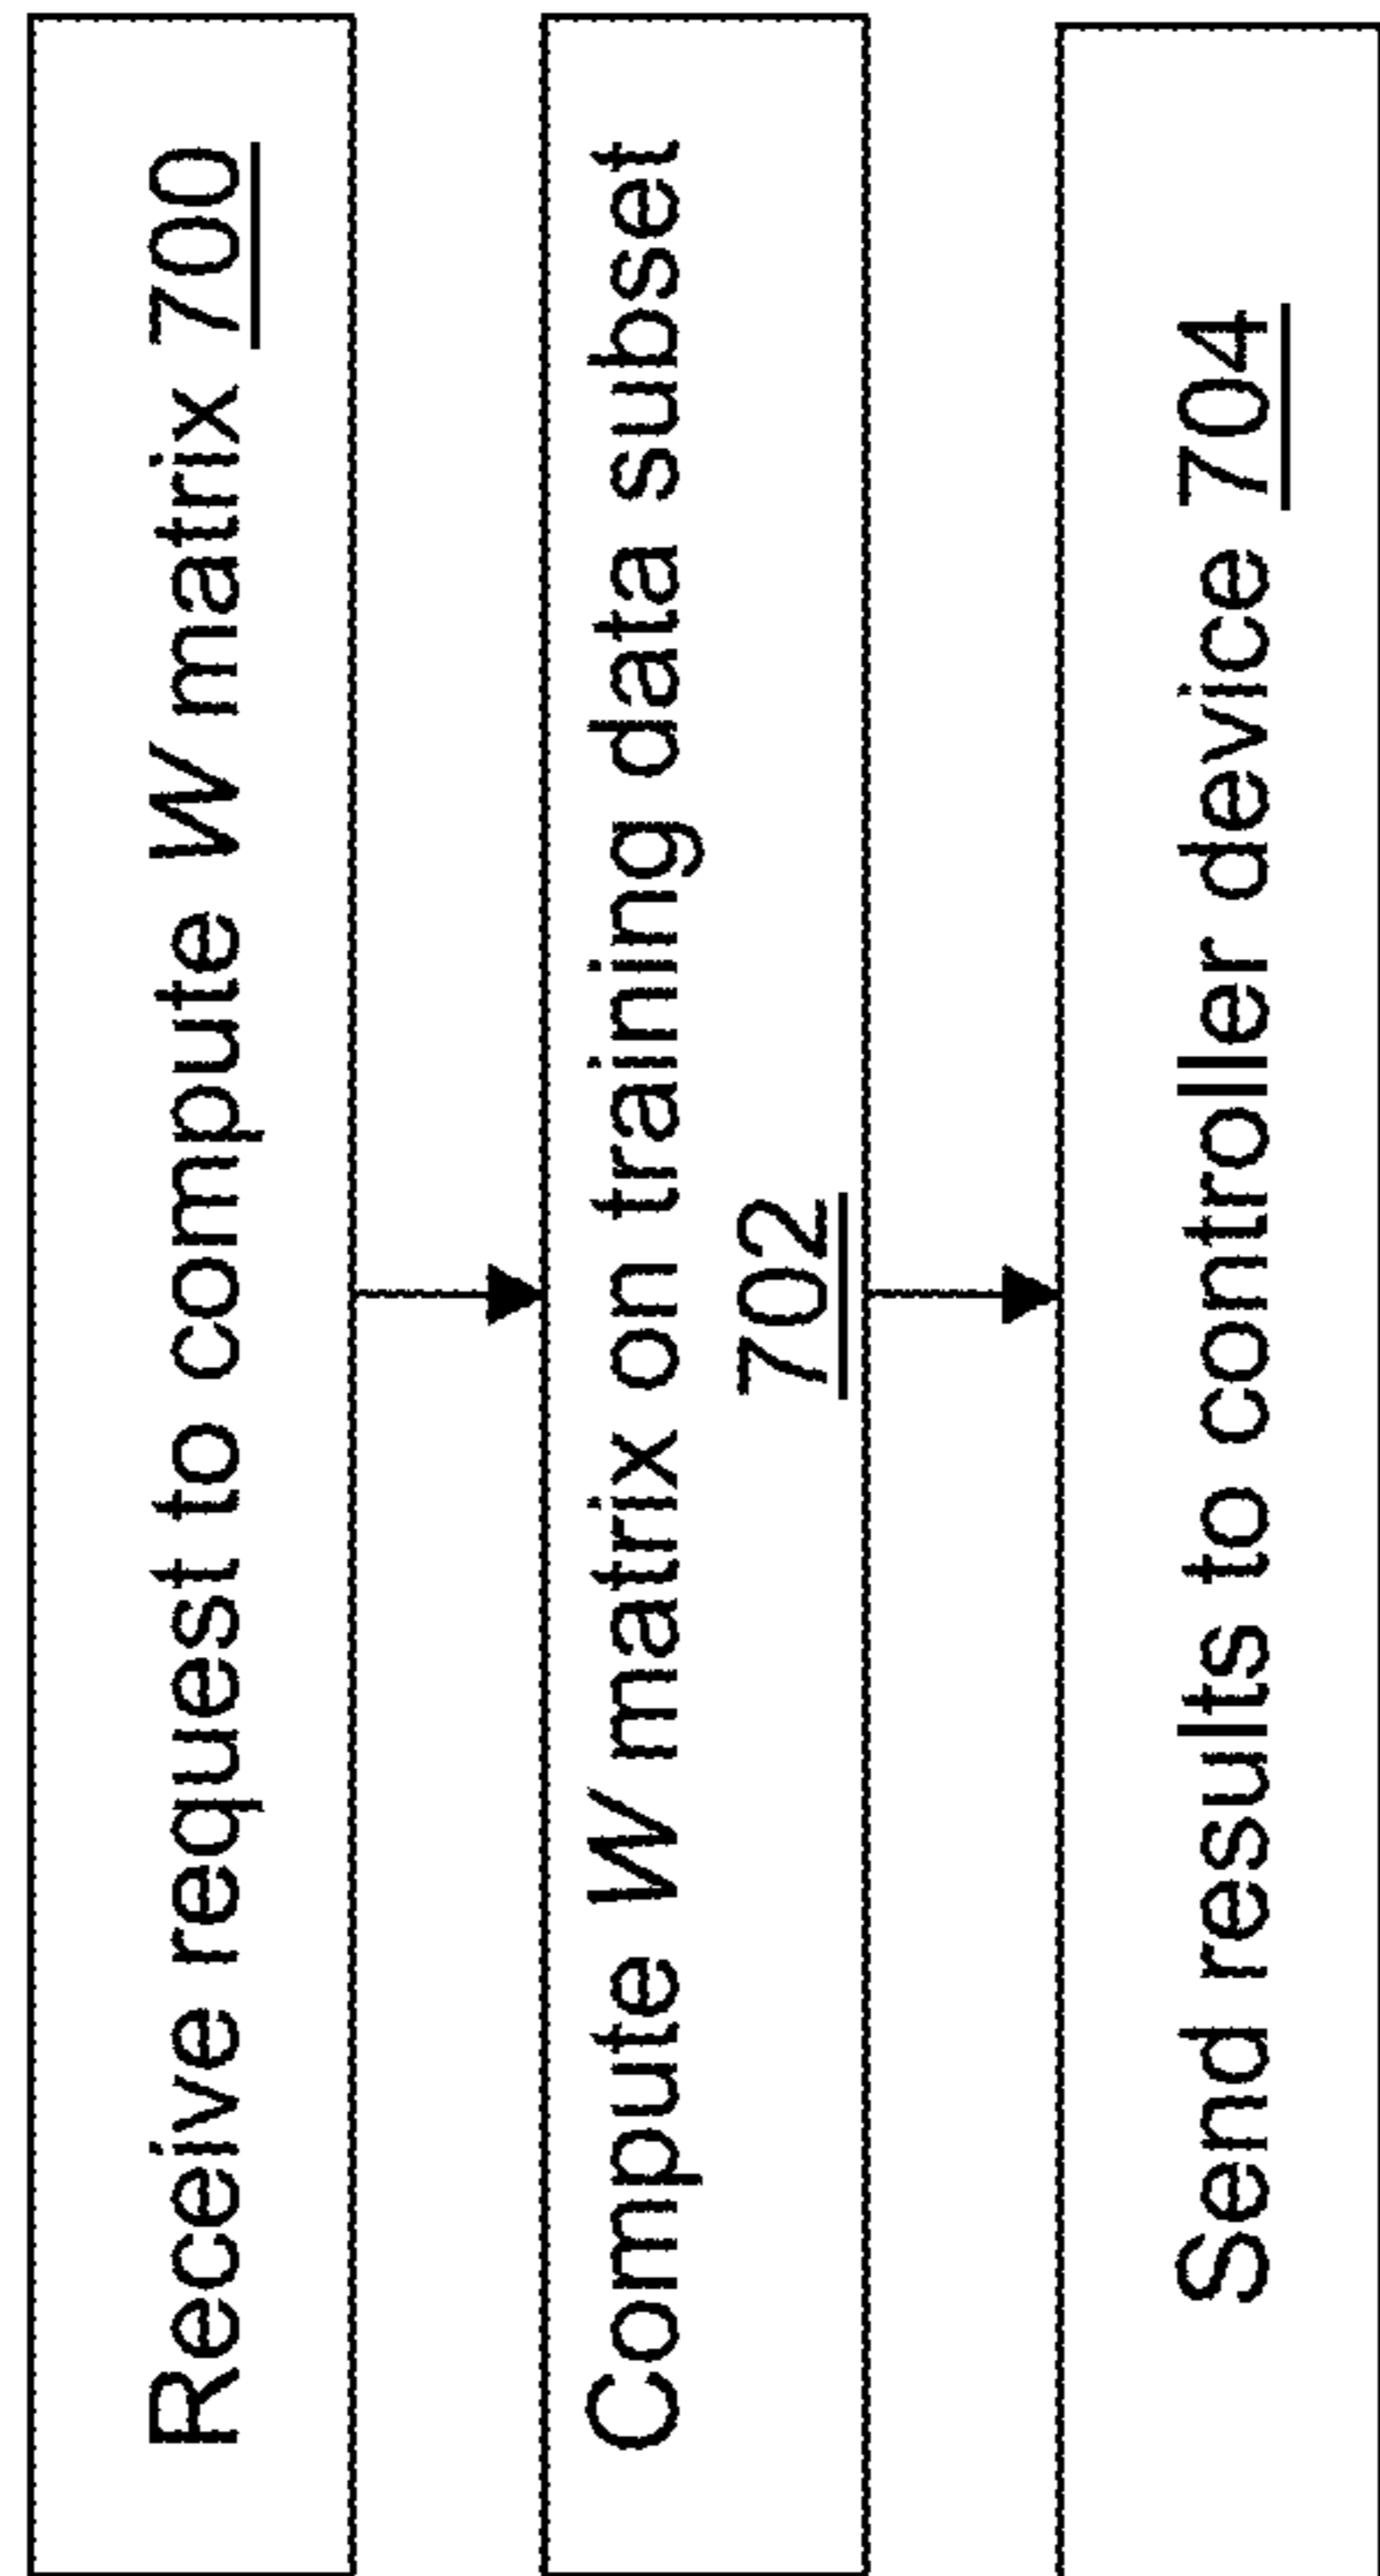 Receive request to compute W matrix 700
Compute W matrix on training data subset
702
Send results to controller device 704